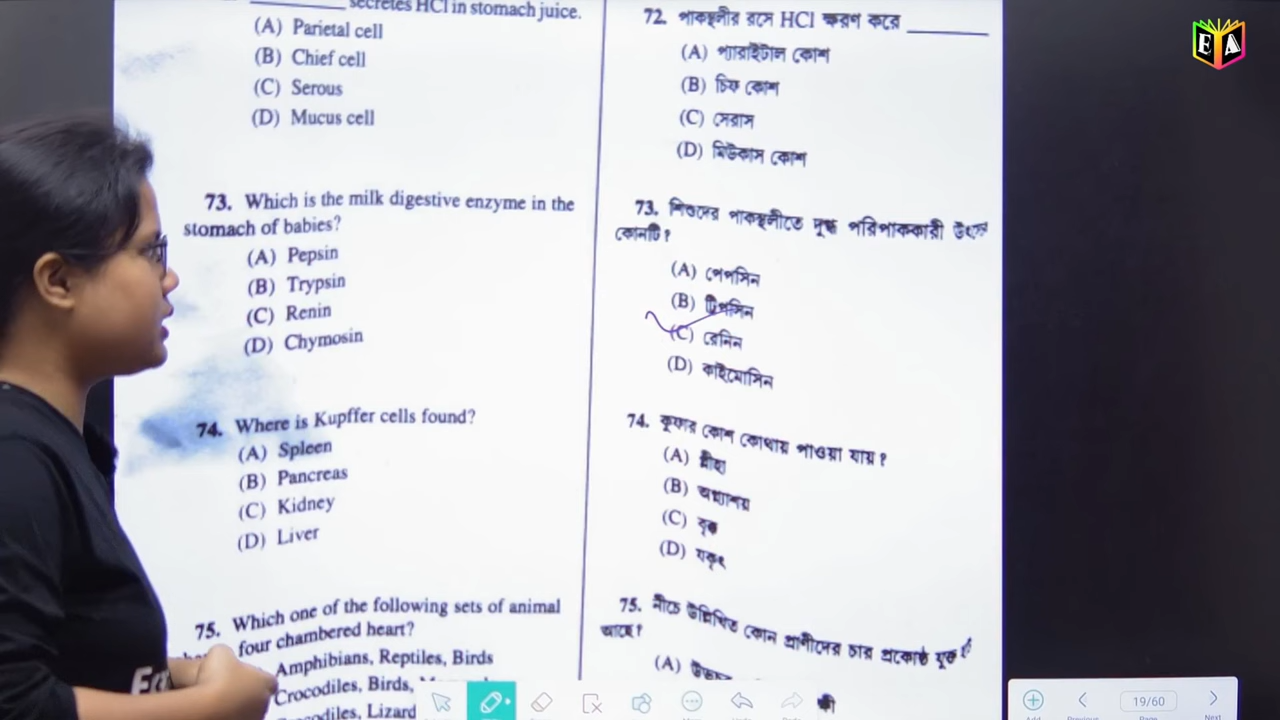 secretes HCl in stomach juice.
(A) Parietal cell
(B) Chief cell
(C) Serous
(D) Mucus cell
73. Which is the milk digestive enzyme in the
stomach of babies?
(A) Pepsin
(B) Trypsin
(C) Renin
(D) Chymosin
74. Where is Kupffer cells found?
(A) Spleen
(B) Pancreas
(C) Kidney
(D) Liver
75. Which one of the following sets of animal
four chambered heart?
Amphibians, Reptiles, Birds
Crocodiles, Birds,
Lizard
72. পাকস্থলীর রসে HCl ক্ষরণ করে
(A) প্যারাইটাল কোশ
(B) চিফ কোশ
(C) সেরাস
(D) মিউকাস কোশ
73. শিশুদের পাকস্থলীতে দুগ্ধ পরিপাককারী
কোনটি?
(A) পেপসিন
(B) ট্রিপসিন
(C) রেনিন
(D) কাইমোসিন
74. কুফার কোশ কোথায় পাওয়া যায়?
(A) প্লীহা
(B) অগ্ন্যাশয়
(C) বৃক্ক
(D) যকৃৎ
75. নীচে উল্লিখিত কোন প্রাণীদের চার প্রকোষ্ঠ যুক্ত
আছে?
(A)
E A
Add
Previous
19/60
Page
Next